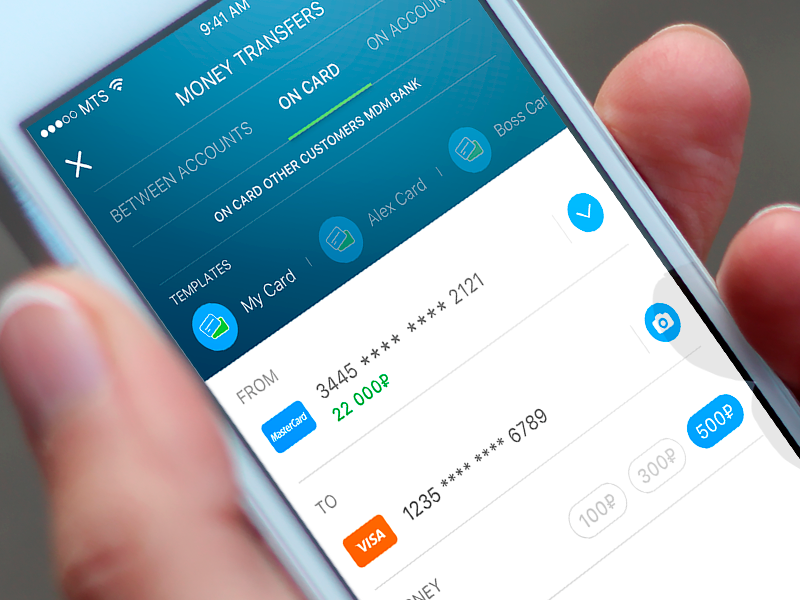 MTS
9:41 AM
MONEY TRANSFERS
BETWEEN ACCOUNTS
ON CARD
ON ACCOUN
ON CARD OTHER CUSTOMERS MDM BANK
TEMPLATES
My Card
Alex Card
Boss Car
FROM
MasterCard
3445 **** **** 2121
22 000₽
TO
VISA
1235 **** **** 6789
100₽
300₽
500₽
NEY